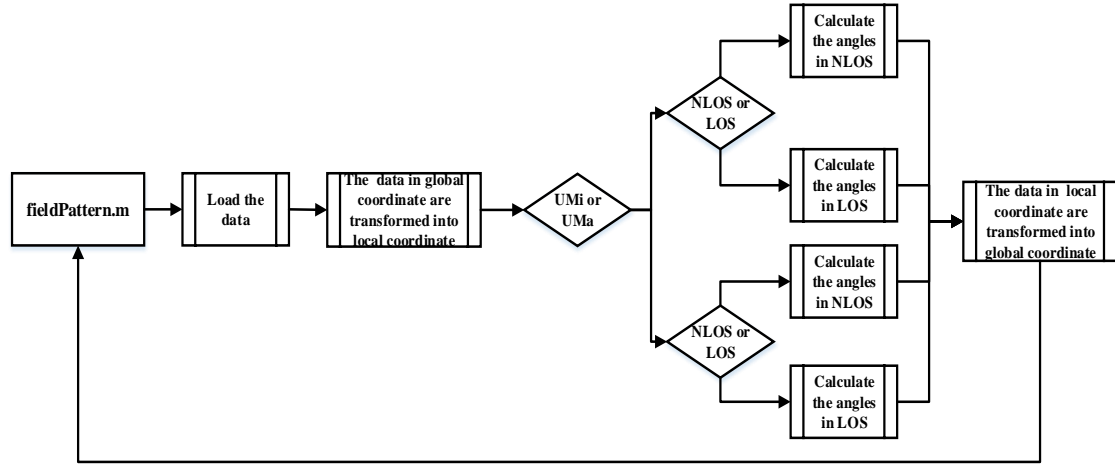 fieldPattern.m
Load the
data
The data in global
coordinate are
transformed into
local coordinate
UMi or
UMa
NLOS or
LOS
Calculate
the angles
in NLOS
Calculate
the angles
in LOS
NLOS or
LOS
Calculate
the angles
in NLOS
Calculate
the angles
in LOS
The data in local
coordinate are
transformed into
global coordinate